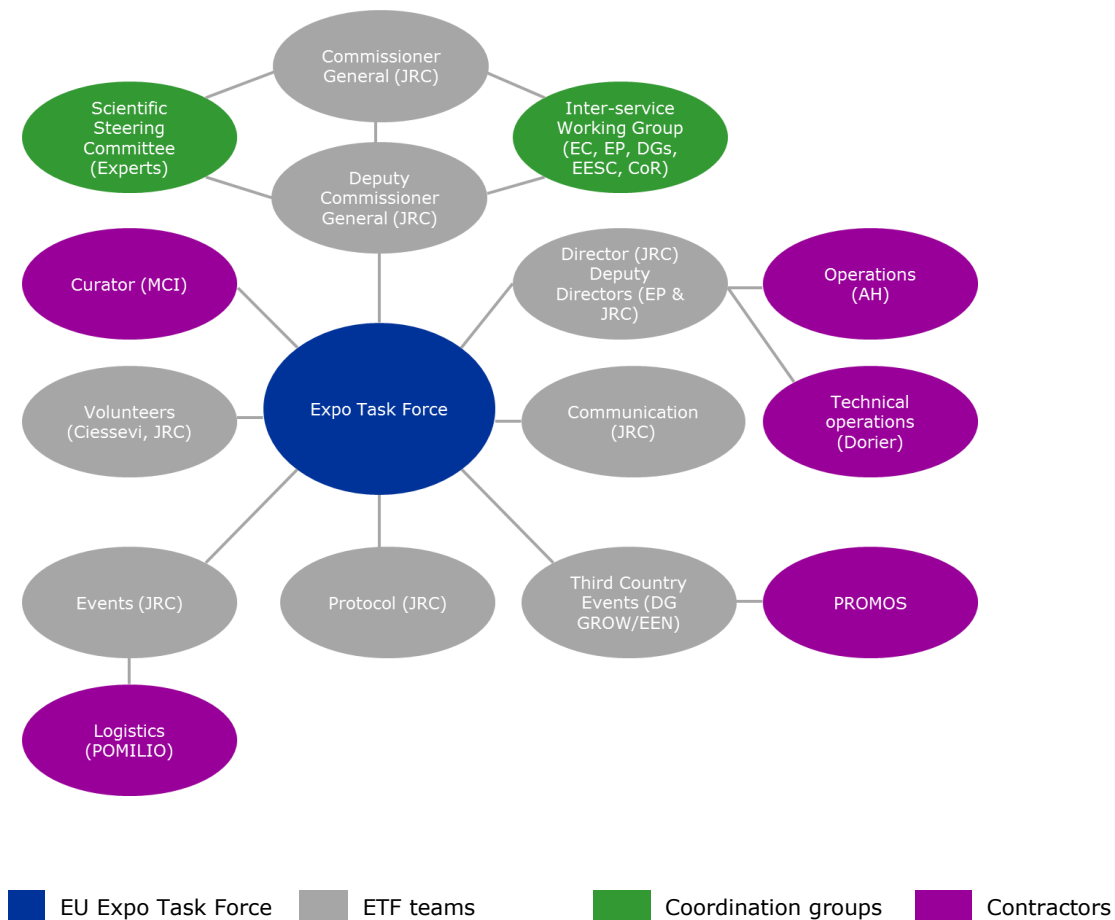 Commissioner
General (JRC)
Scientific
Steering
Committee
(Experts)
Inter-service
Working Group
(EC, EP, DGs,
EESC, CoR)
Deputy
Commissioner
General (JRC)
Curator (MCI)
Director (JRC)
Deputy
Directors (EP &
JRC)
Operations
(AH)
Volunteers
(Ciessevi, JRC)
Expo Task Force
Communication
(JRC)
Technical
operations
(Dorier)
Events (JRC)
Protocol (JRC)
Third Country
Events (DG
GROW/EEN)
PROMOS
Logistics
(POMILIO)
EU Expo Task Force
ETF teams
Coordination groups
Contractors